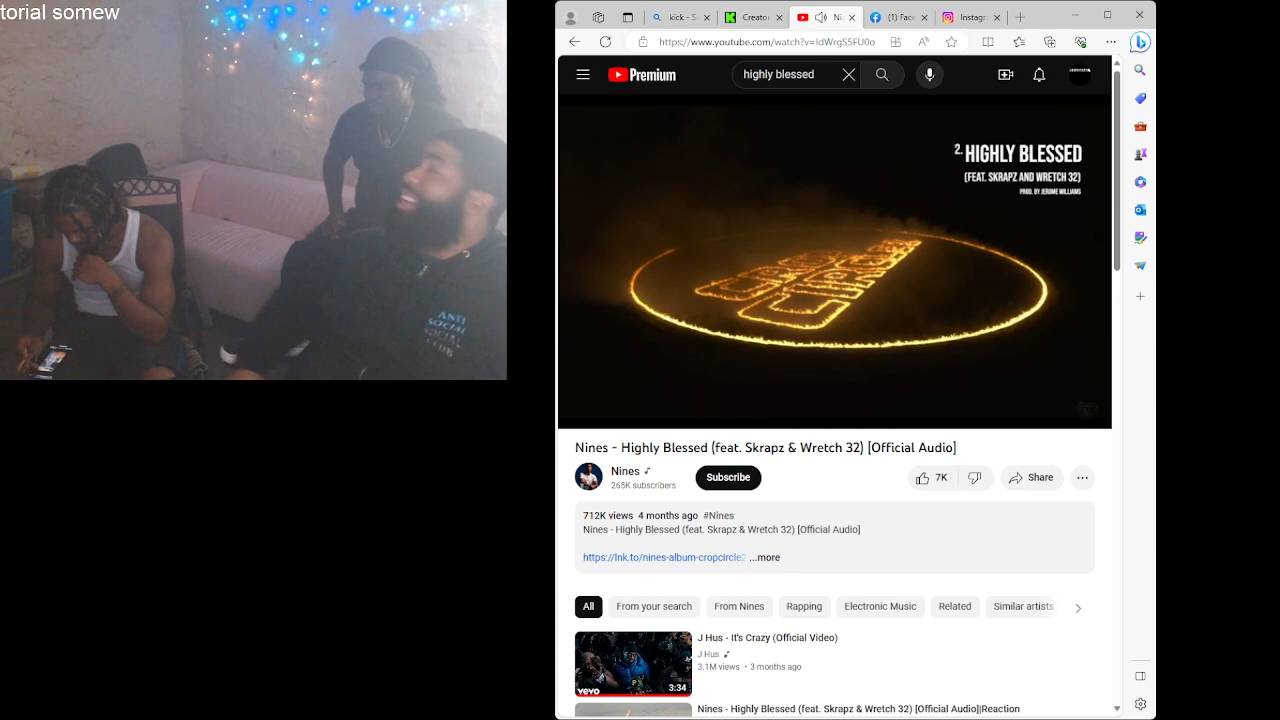 torial somew
kick - S
Creator
Ni
(1) Fac
Instagr
https://www.youtube.com/watch?v=IdWrgS5FU0o
Premium
highly blessed
2. HIGHLY BLESSED
(FEAT. SKRAPZ AND WRETCH 32)
PROD. BY JEROME WILLIAMS
CROP
CIRCLE
ANTI
SOCIAL
SOCIAL
CLUB
Nines - Highly Blessed (feat. Skrapz & Wretch 32) [Official Audio]
Nines
265K subscribers
Subscribe
7K
Share
712K views 4 months ago #Nines
Nines - Highly Blessed (feat. Skrapz & Wretch 32) [Official Audio]
https://lnk.to/nines-album-cropcircle2 ...more
All
From your search
From Nines
Rapping
Electronic Music
Related
Similar artists
J Hus - It's Crazy (Official Video)
J Hus
3.1M views • 3 months ago
vevo
3:34
Nines - Highly Blessed (feat. Skrapz & Wretch 32) [Official Audio]|Reaction